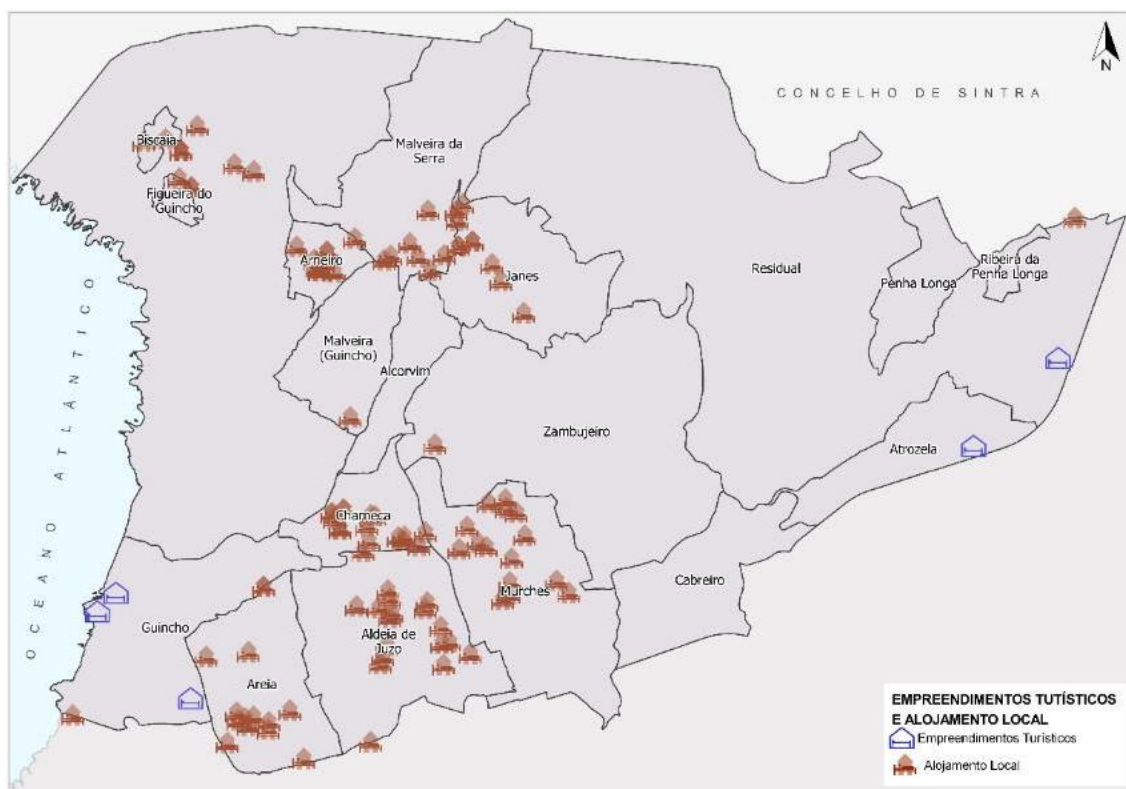 N
CONCELHO DE SINTRA
Biscaia
Malveira da
Serra
Figueira do
Guincho
Arneiro
Janes
Residual
Penha Longa
Ribeira da
Penha Longa
Malveira
(Guincho)
Alcorvim
OCEANO ATLÂNTICO
Zambujeiro
Atrozela
Charneca
Murches
Cabreiro
Guincho
Aldeia de
Juzo
Areia
EMPREENDIMENTOS TUTÍSTICOS
E ALOJAMENTO LOCAL
Empreendimentos Turísticos
Alojamento Local